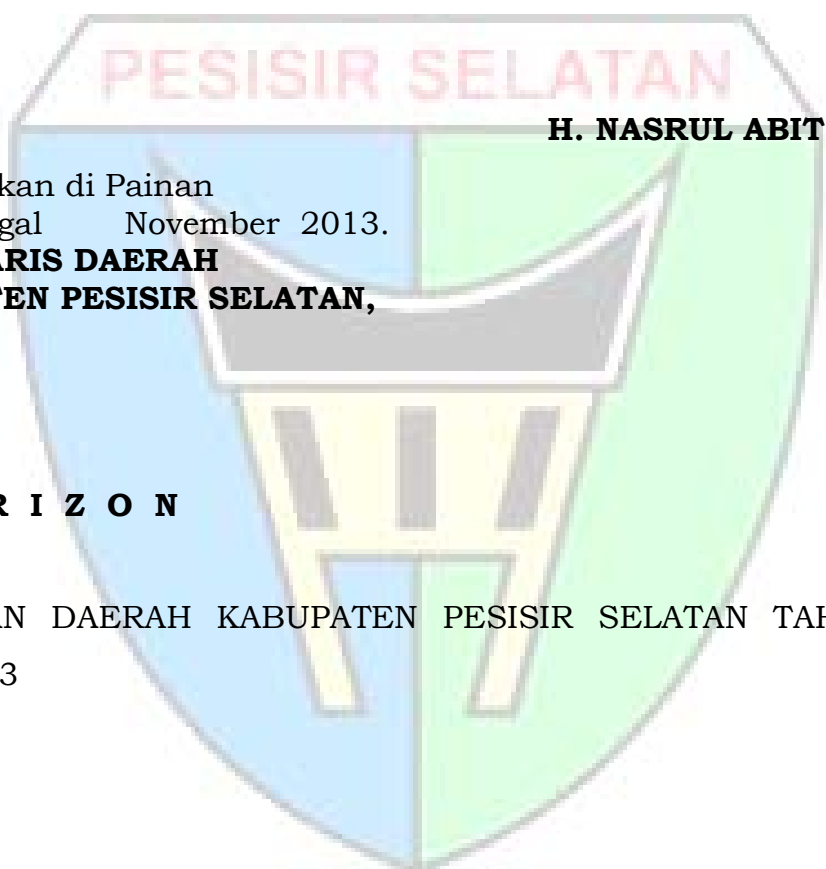 PESISIR SELATAN
H. NASRUL ABIT
kan di Painan
gal November 2013.
ARIS DAERAH
TEN PESISIR SELATAN,
R I Z O N
AN DAERAH KABUPATEN PESISIR SELATAN TAH
3